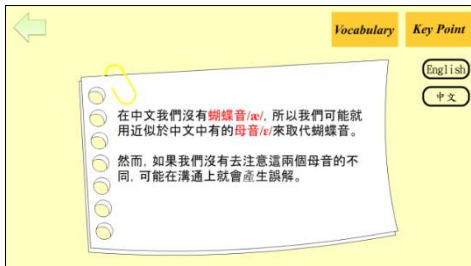 Vocabulary
Key Point
English
中文
在中文我們沒有蝴蝶音/æ/, 所以我們可能就
用近似於中文中有的母音/ɛ/來取代蝴蝶音。
然而, 如果我們沒有去注意這兩個母音的不
同, 可能在溝通上就會產生誤解。